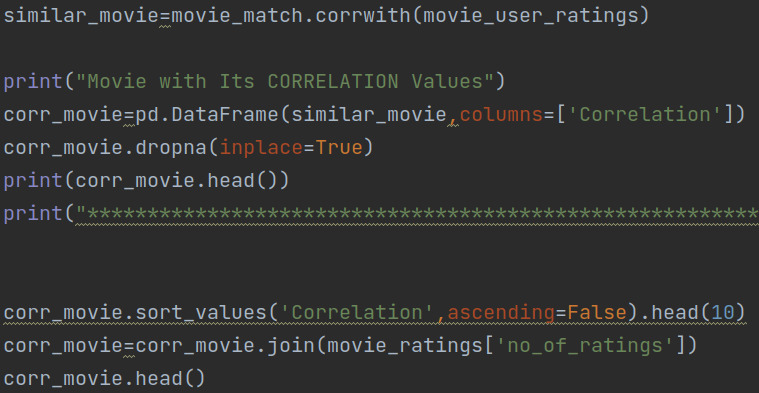 similar_movie=movie_match.corrwith(movie_user_ratings)
print("Movie with Its CORRELATION Values")
corr_movie=pd.DataFrame(similar_movie,columns=['Correlation'])
corr_movie.dropna(inplace=True)
print(corr_movie.head())
print("********************************************************
corr_movie.sort_values('Correlation',ascending=False).head(10)
corr_movie=corr_movie.join(movie_ratings['no_of_ratings'])
corr_movie.head()